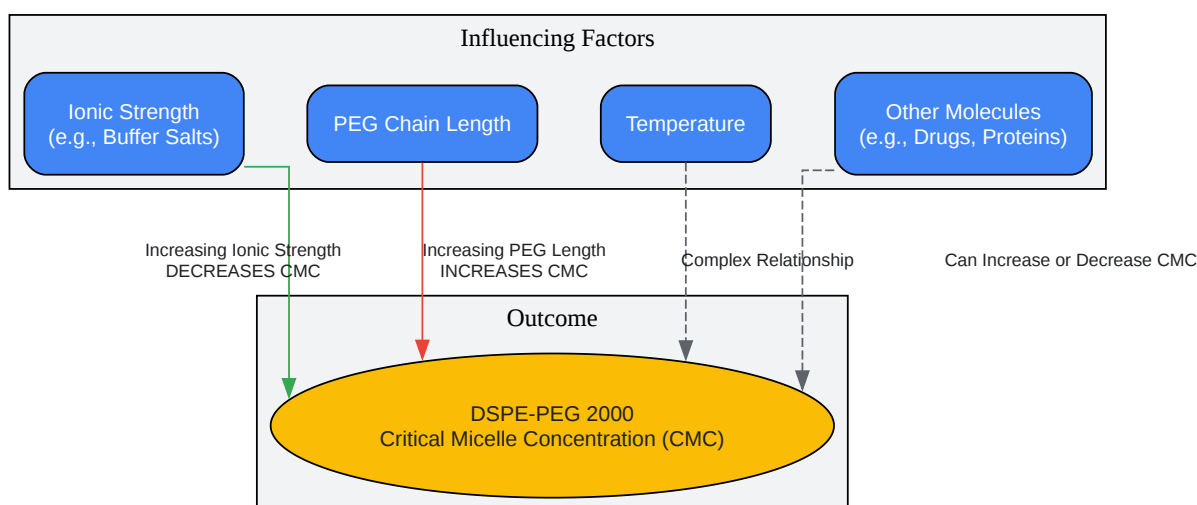 Influencing Factors
Ionic Strength
(e.g., Buffer Salts)
PEG Chain Length
Temperature
Other Molecules
(e.g., Drugs, Proteins)
Increasing Ionic Strength
DECREASES CMC
Increasing PEG Length
INCREASES CMC
Complex Relationship
Can Increase or Decrease CMC
Outcome
DSPE-PEG 2000
Critical Micelle Concentration (CMC)